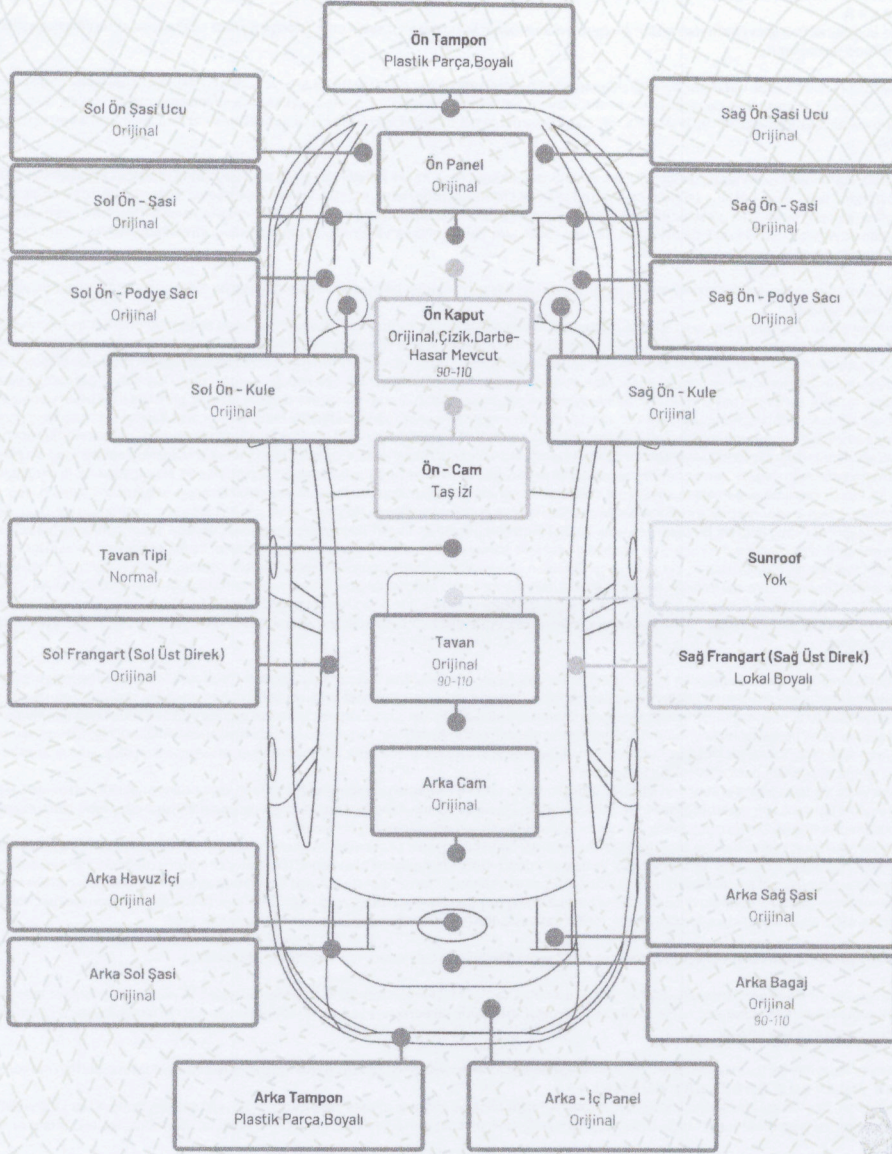 Ön Tampon
Plastik Parça,Boyalı
Sol Ön Şasi Ucu
Orijinal
Sağ Ön Şasi Ucu
Orijinal
Ön Panel
Orijinal
Sol Ön - Şasi
Orijinal
Sağ Ön - Şasi
Orijinal
Sol Ön - Podye Sacı
Orijinal
Sağ Ön - Podye Sacı
Orijinal
Ön Kaput
Orijinal,Çizik,Darbe-
Hasar Mevcut
90-110
Sol Ön - Kule
Orijinal
Sağ Ön - Kule
Orijinal
Ön - Cam
Taş İzi
Tavan Tipi
Normal
Sunroof
Yok
Sol Frangart (Sol Üst Direk)
Orijinal
Tavan
Orijinal
90-110
Sağ Frangart (Sağ Üst Direk)
Lokal Boyalı
Arka Cam
Orijinal
Arka Havuz İçi
Orijinal
Arka Sağ Şasi
Orijinal
Arka Sol Şasi
Orijinal
Arka Bagaj
Orijinal
90-110
Arka Tampon
Plastik Parça,Boyalı
Arka - İç Panel
Orijinal